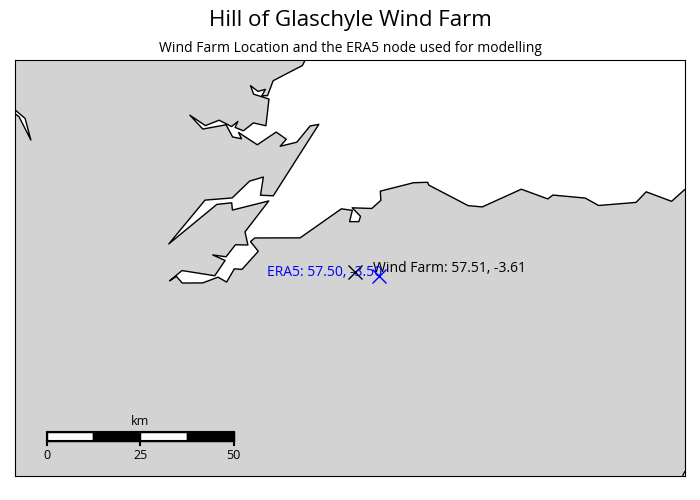 Hill of Glaschyle Wind Farm
Wind Farm Location and the ERA5 node used for modelling
Wind Farm: 57.51, -3.61
ERA5: 57.50, -3.50
km
0 25 50